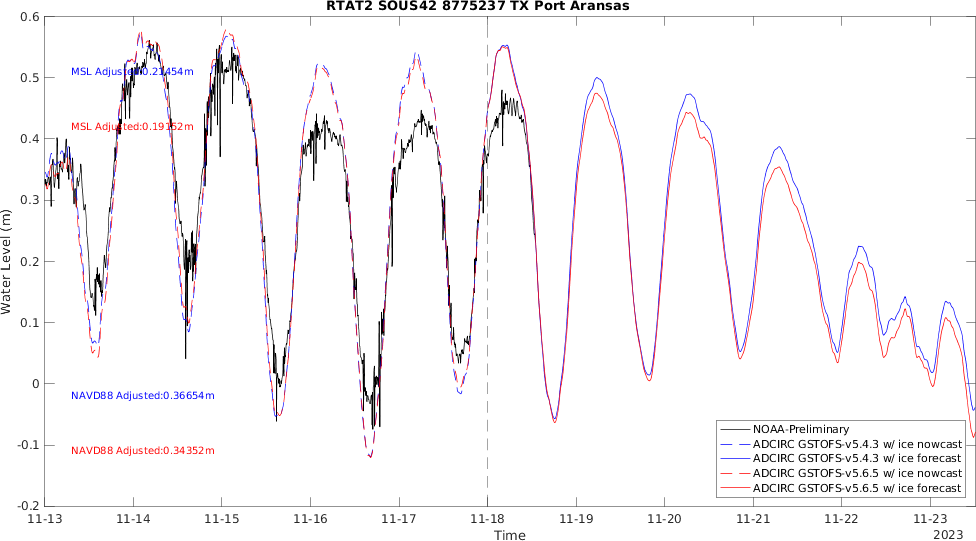 RTAT2 SOUS42 8775237 TX Port Aransas
0.6
0.5
0.4
0.3
0.2
0.1
0
-0.1
-0.2
Water Level (m)
MSL Adjusted:0.21454m
MSL Adjusted:0.19152m
NAVD88 Adjusted:0.36654m
NAVD88 Adjusted:0.34352m
NOAA-Preliminary
ADCIRC GSTOFS-v5.4.3 w/ ice nowcast
ADCIRC GSTOFS-v5.4.3 w/ ice forecast
ADCIRC GSTOFS-v5.6.5 w/ ice nowcast
ADCIRC GSTOFS-v5.6.5 w/ ice forecast
11-13 11-14 11-15 11-16 11-17 11-18 11-19 11-20 11-21 11-22 11-23
Time
2023